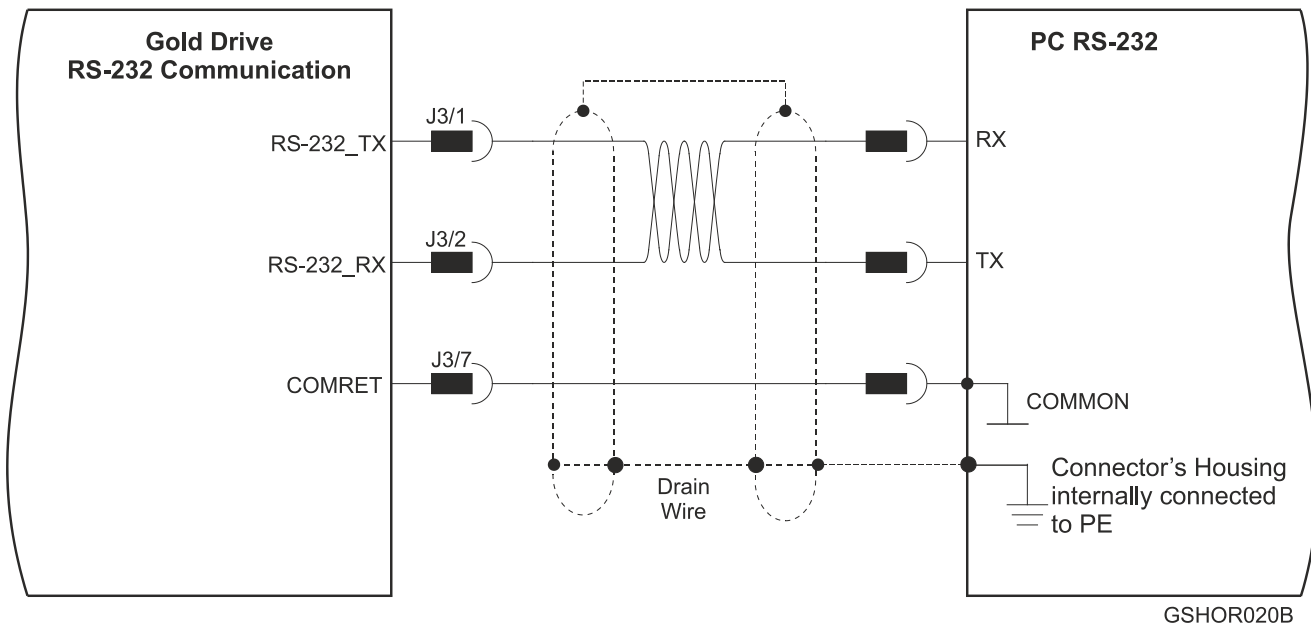 Gold Drive
RS-232 Communication
PC RS-232
J3/1
RS-232_TX
RX
J3/2
RS-232_RX
TX
J3/7
COMRET
COMMON
Drain
Wire
Connector's Housing
internally connected
to PE
GSHOR020B